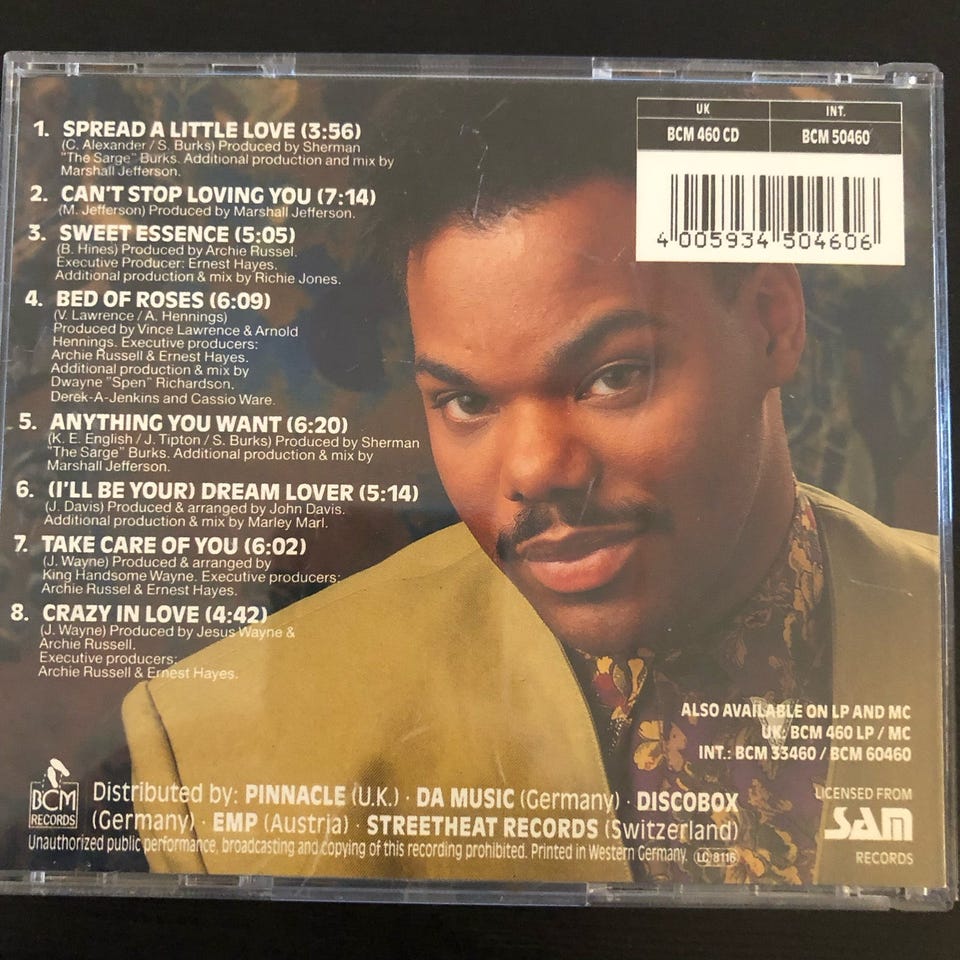 1. SPREAD A LITTLE LOVE (3:56)
(C. Alexander / S. Burks) Produced by Sherman
"The Sarge" Burks. Additional production and mix by
Marshall Jefferson.
2. CAN'T STOP LOVING YOU (7:14)
(M. Jefferson) Produced by Marshall Jefferson.
3. SWEET ESSENCE (5:05)
(B. Hines) Produced by Archie Russel.
Executive Producer: Ernest Hayes.
Additional production & mix by Richie Jones.
4. BED OF ROSES (6:09)
(V. Lawrence / A. Hennings)
Produced by Vince Lawrence & Arnold
Hennings. Executive producers:
Archie Russell & Ernest Hayes.
Additional production & mix by
Dwayne "Spen" Richardson,
Derek-A-Jenkins and Cassio Ware.
5. ANYTHING YOU WANT (6:20)
(K. E. English / J. Tipton / S. Burks) Produced by Sherman
"The Sarge" Burks. Additional production & mix by
Marshall Jefferson.
6. (I'LL BE YOUR) DREAM LOVER (5:14)
(J. Davis) Produced & arranged by John Davis.
Additional production & mix by Marley Marl.
7. TAKE CARE OF YOU (6:02)
(J. Wayne) Produced & arranged by
King Handsome Wayne. Executive producers:
Archie Russel & Ernest Hayes.
8. CRAZY IN LOVE (4:42)
(J. Wayne) Produced by Jesus Wayne &
Archie Russell.
Executive producers:
Archie Russell & Ernest Hayes.
UK INT.
BCM 460 CD BCM 50460
4 005934 504606
ALSO AVAILABLE ON LP AND MC
UK: BCM 460 LP / MC
INT.: BCM 33460 / BCM 60460
BCM
RECORDS
Distributed by: PINNACLE (U.K.) · DA MUSIC (Germany) · DISCOBOX
(Germany) · EMP (Austria) · STREETHEAT RECORDS (Switzerland)
Unauthorized public performance, broadcasting and copying of this recording prohibited. Printed in Western Germany. LC 8116
LICENSED FROM
SAM
RECORDS